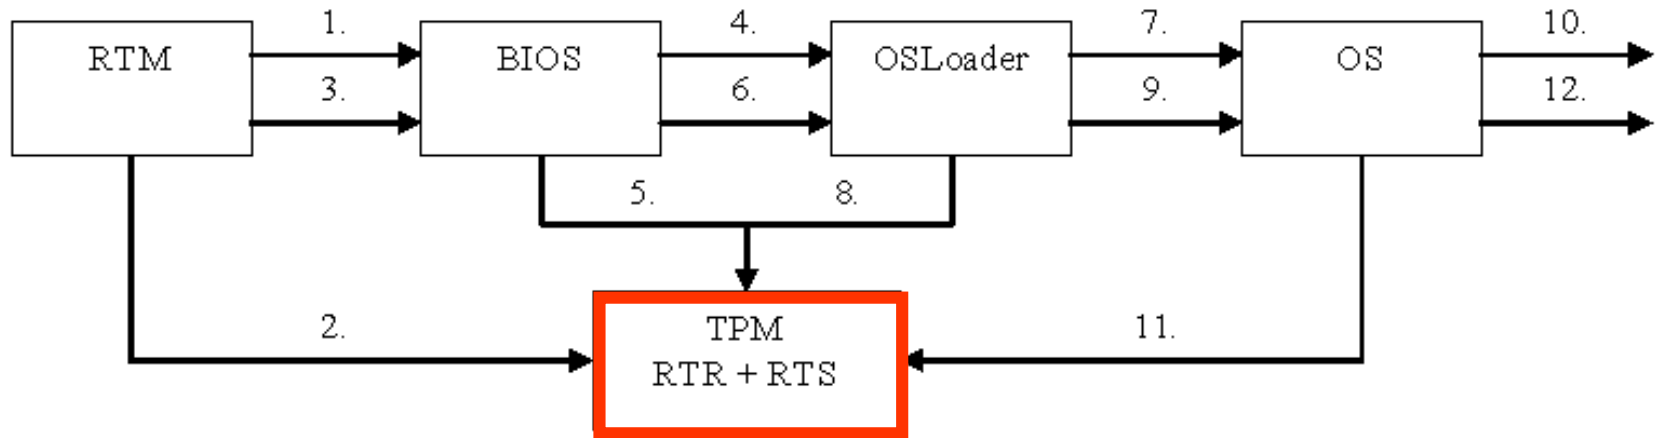 1.
4.
7.
10.
RTM
BIOS
OSLoader
OS
3.
6.
9.
12.
5.
8.
2.
TPM
11.
RTR + RTS